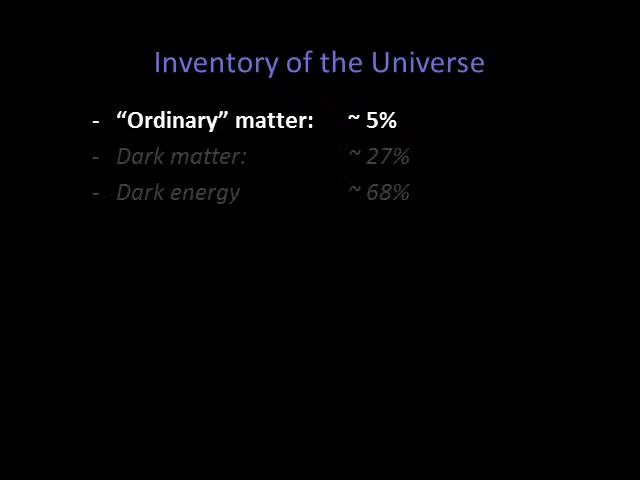 Inventory of the Universe
- “Ordinary” matter: ~ 5%
- Dark matter: ~ 27%
- Dark energy ~ 68%